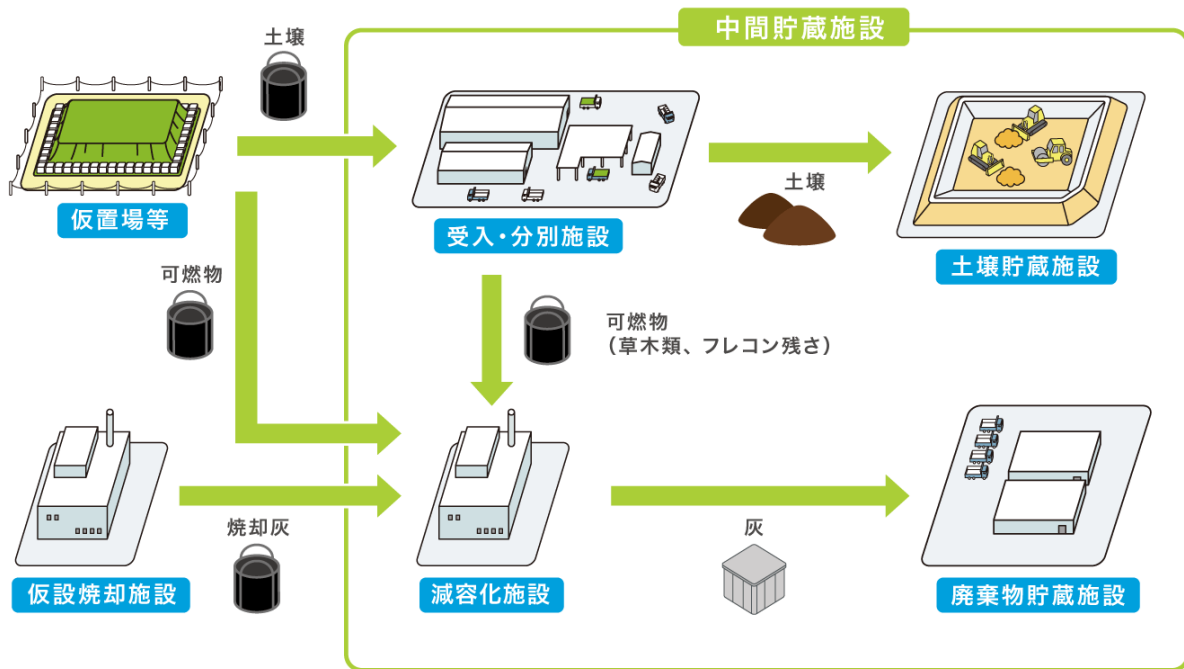 中間貯蔵施設
土壌
仮置場等
受入・分別施設
土壌
土壌貯蔵施設
可燃物
可燃物
（草木類、フレコン残さ）
焼却灰
灰
仮設焼却施設
減容化施設
廃棄物貯蔵施設